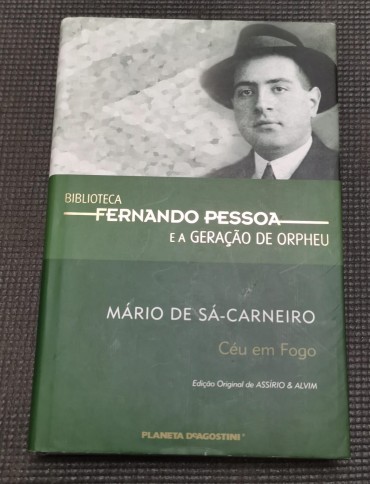 BIBLIOTECA
FERNANDO PESSOA
E A GERAÇÃO DE ORPHEU
MÁRIO DE SÁ-CARNEIRO
Céu em Fogo
Edição Original de ASSÍRIO & ALVIM
PLANETA DEAGOSTINI